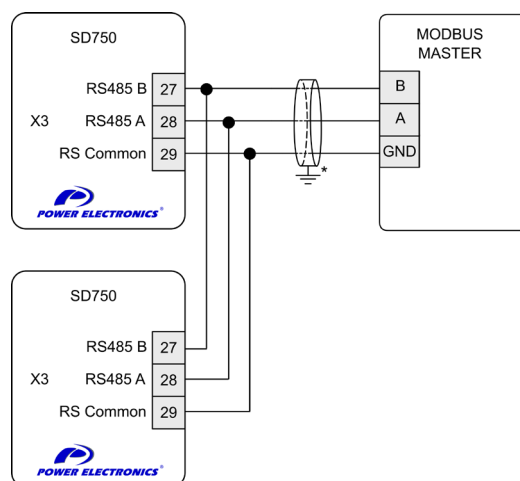 SD750
X3
RS485 B 27
RS485 A 28
RS Common 29
POWER ELECTRONICS®
MODBUS
MASTER
B
A
GND
*
SD750
X3
RS485 B 27
RS485 A 28
RS Common 29
POWER ELECTRONICS®